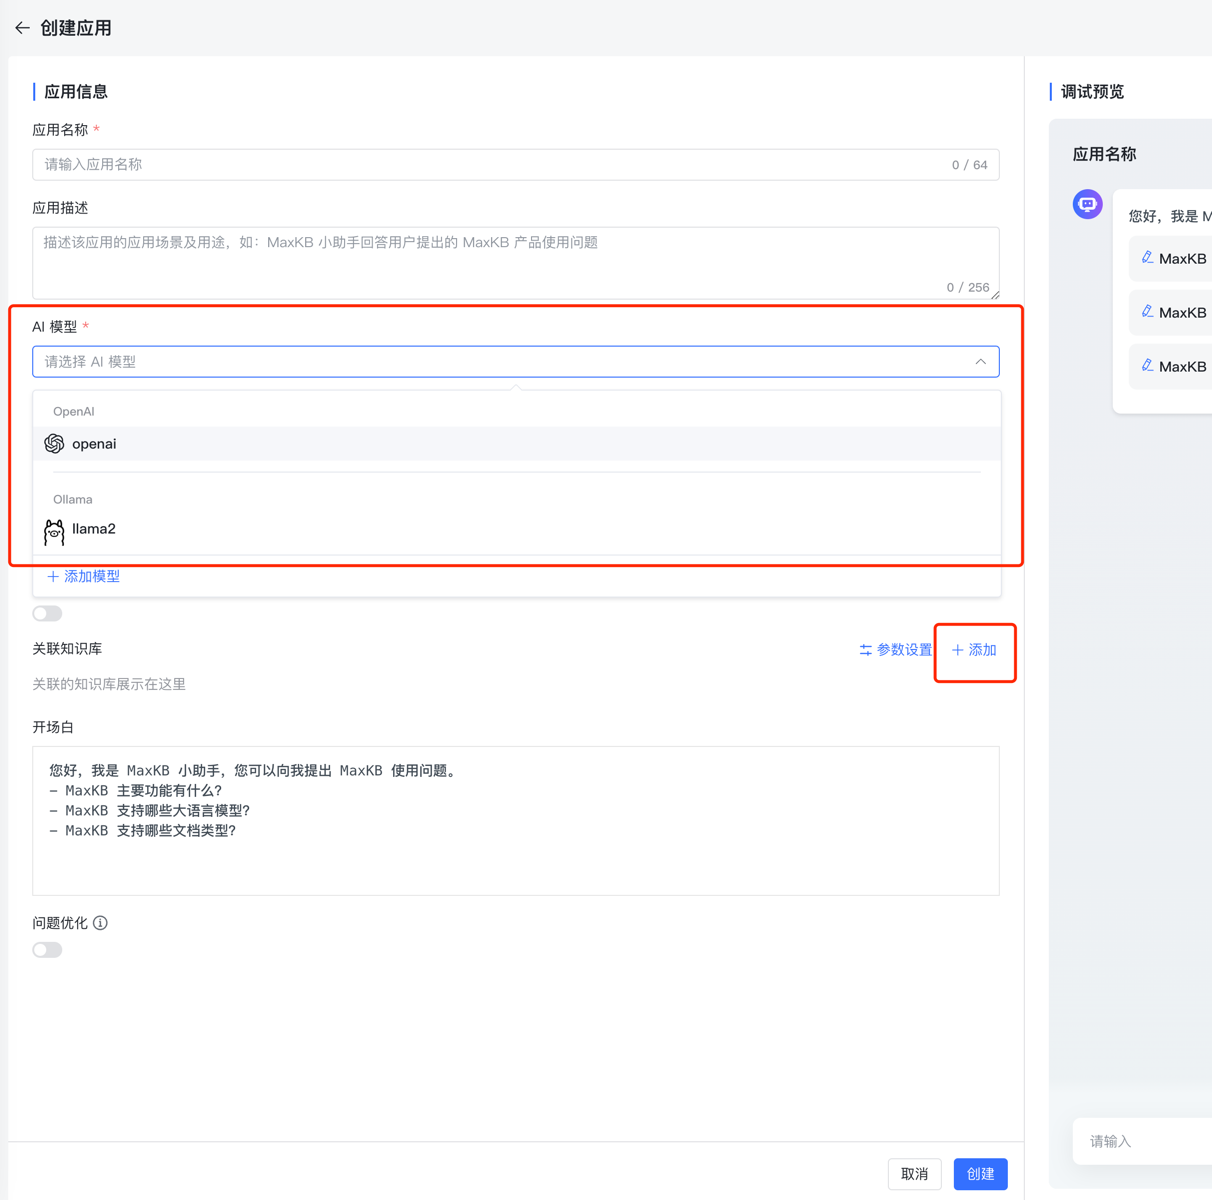 创建应用
应用信息
应用名称 *
请输入应用名称
0 / 64
应用描述
描述该应用的应用场景及用途，如：MaxKB 小助手回答用户提出的 MaxKB 产品使用问题
0 / 256
AI 模型 *
请选择 AI 模型
OpenAI
openai
Ollama
llama2
添加模型
关联知识库
参数设置
添加
关联的知识库展示在这里
开场白
您好，我是 MaxKB 小助手，您可以向我提出 MaxKB 使用问题。
- MaxKB 主要功能有什么？
- MaxKB 支持哪些大语言模型？
- MaxKB 支持哪些文档类型？
问题优化
取消
创建
调试预览
应用名称
您好，我是 M
MaxKB
MaxKB
MaxKB
请输入